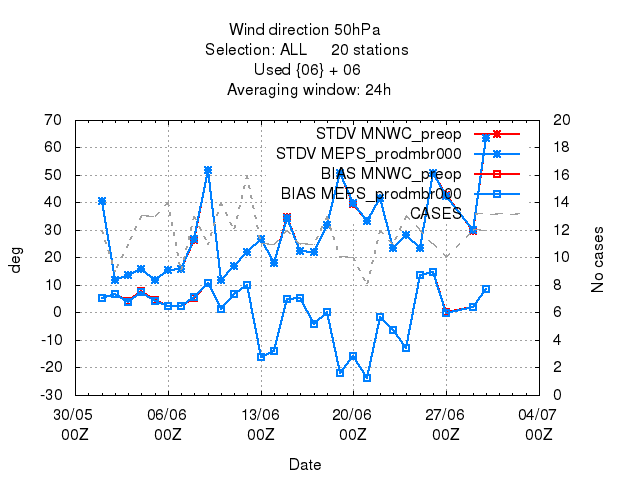 Wind direction 50hPa
Selection: ALL 20 stations
Used {06} + 06
Averaging window: 24h
STDV MNWC_preop
STDV MEPS_prodmbr000
BIAS MNWC_preop
BIAS MEPS_prodmbr000
CASES
70
60
50
40
30
20
10
0
-10
-20
-30
deg
20
18
16
14
12
10
8
6
4
2
0
No cases
30/05 06/06 13/06 20/06 27/06 04/07
00Z 00Z 00Z 00Z 00Z 00Z
Date